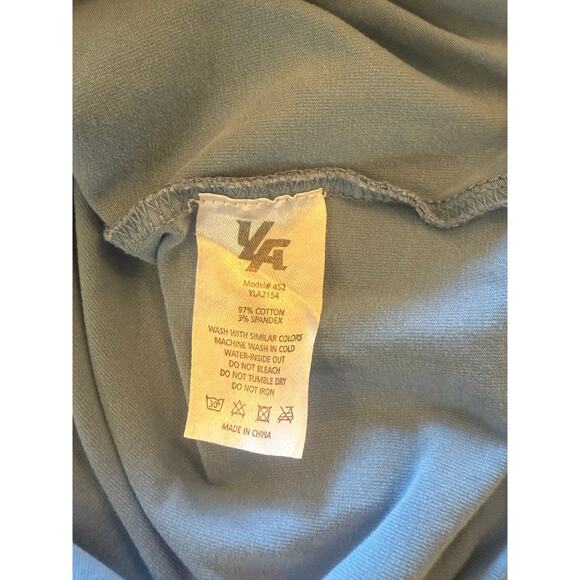 YLA
Model# 452
YLA2154
97% COTTON
3% SPANDEX
WASH WITH SIMILAR COLORS
MACHINE WASH IN COLD
WATER-INSIDE OUT
DO NOT BLEACH
DO NOT TUMBLE DRY
DO NOT IRON
30°
MADE IN CHINA